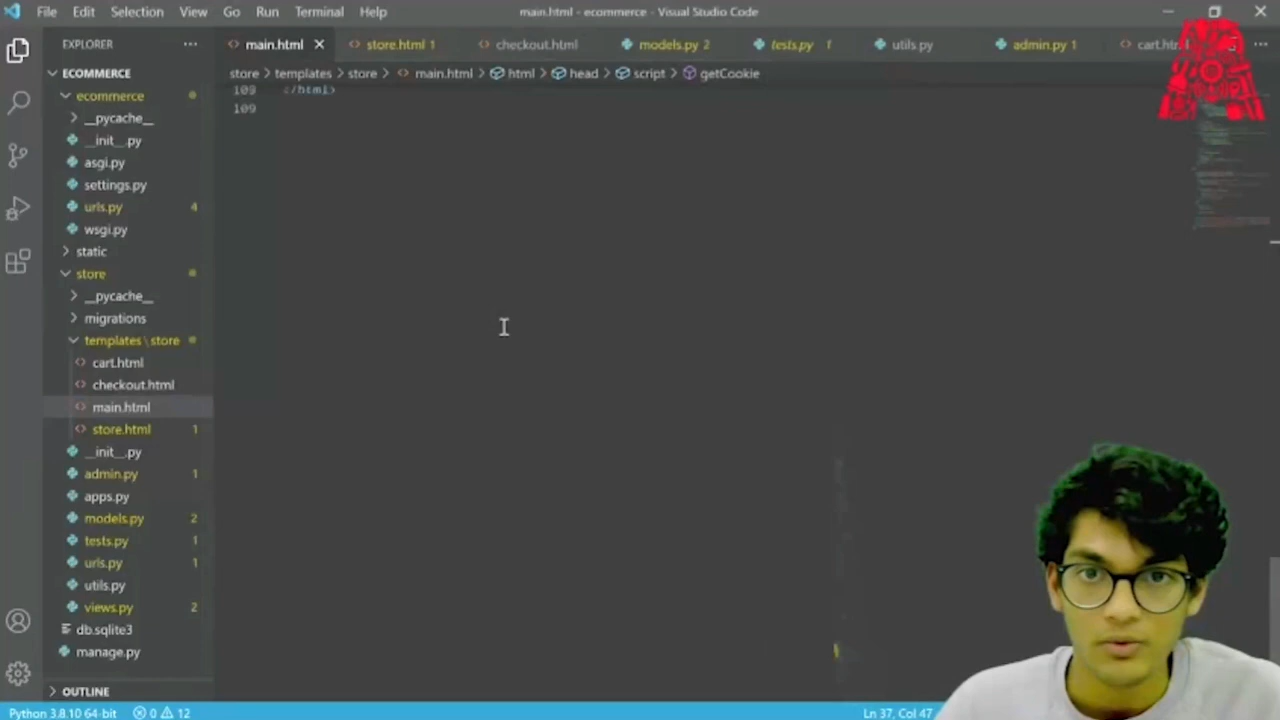 File Edit Selection View Go Run Terminal Help
main.html - ecommerce - Visual Studio Code
EXPLORER
main.html store.html 1 checkout.html models.py 2 tests.py 1 utils.py admin.py 1
store > templates > store > main.html > html > head > script > getCookie
ECOMMERCE
ecommerce
__pycache__
__init__.py
asgi.py
settings.py
urls.py 4
wsgi.py
static
store
__pycache__
migrations
templates \ store
cart.html
checkout.html
main.html
store.html 1
__init__.py
admin.py 1
apps.py
models.py 2
tests.py 1
urls.py 1
utils.py
views.py 2
db.sqlite3
manage.py
OUTLINE
109 </html>
109
Python 3.8.10 64-bit 0 12
Ln 37, Col 47